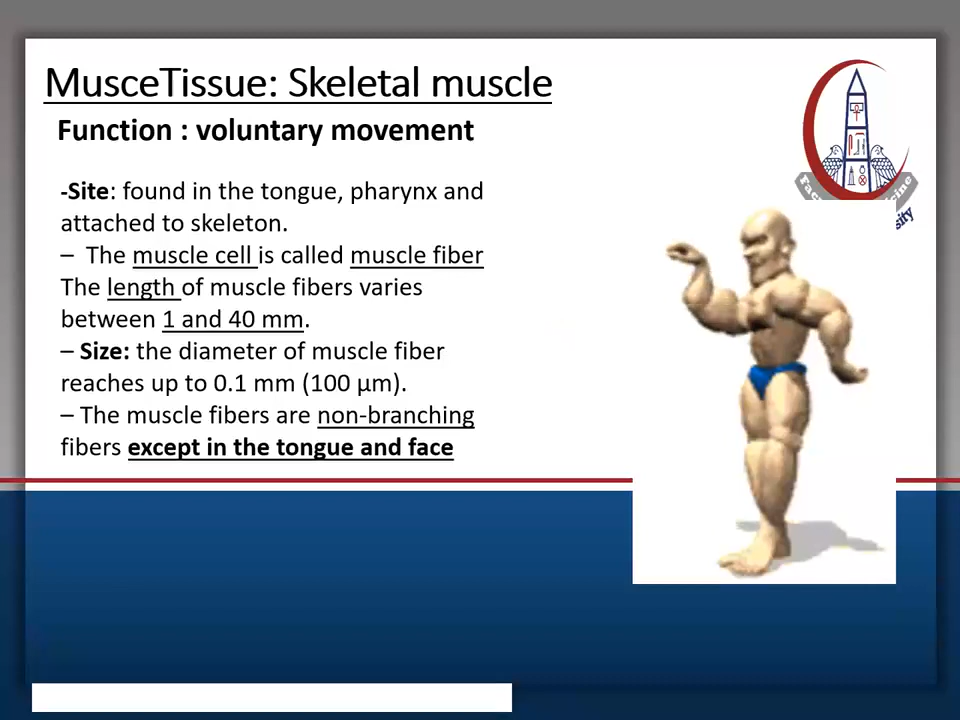 MusceTissue: Skeletal muscle
Function : voluntary movement
-Site: found in the tongue, pharynx and
attached to skeleton.
– The muscle cell is called muscle fiber
The length of muscle fibers varies
between 1 and 40 mm.
– Size: the diameter of muscle fiber
reaches up to 0.1 mm (100 µm).
– The muscle fibers are non-branching
fibers except in the tongue and face